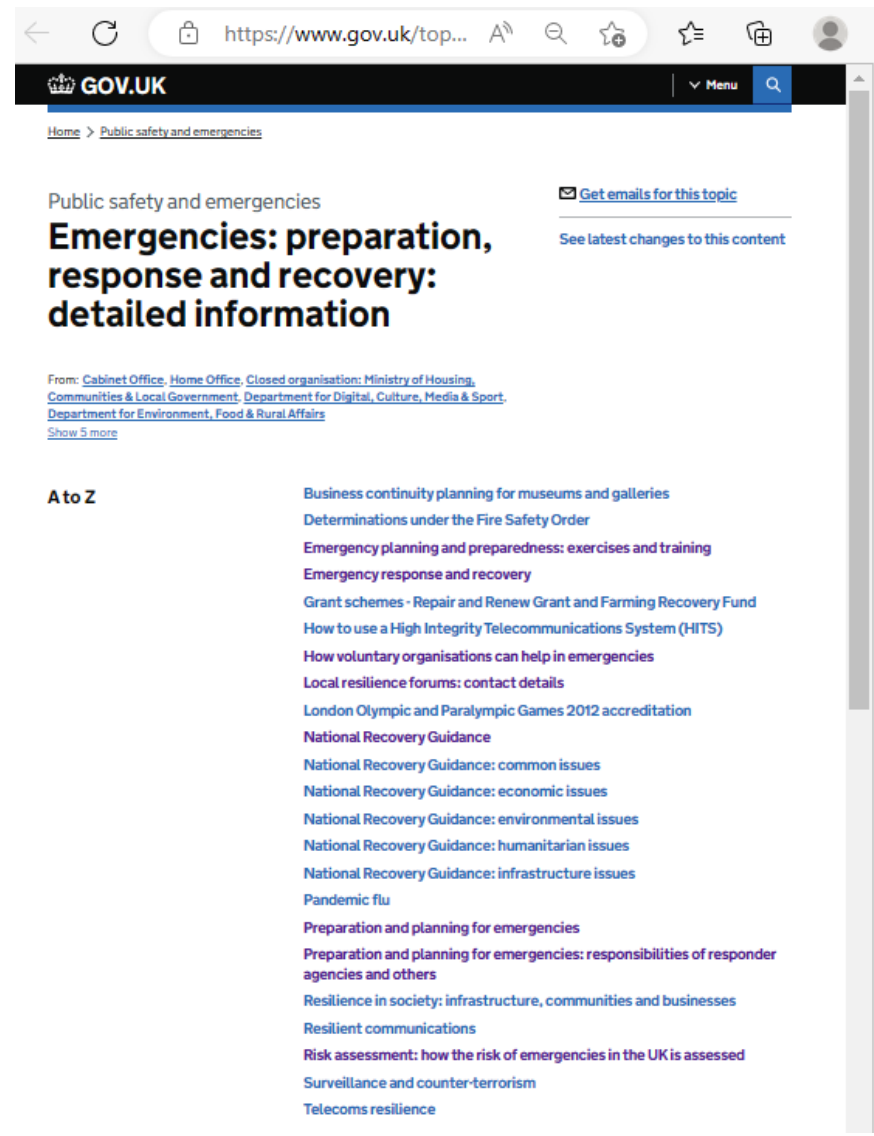 https://www.gov.uk/top...
GOV.UK
Menu
Home > Public safety and emergencies
Public safety and emergencies
Emergencies: preparation,
response and recovery:
detailed information
Get emails for this topic
See latest changes to this content
From: Cabinet Office, Home Office, Closed organisation: Ministry of Housing,
Communities & Local Government, Department for Digital, Culture, Media & Sport,
Department for Environment, Food & Rural Affairs
Show 5 more
A to Z
Business continuity planning for museums and galleries
Determinations under the Fire Safety Order
Emergency planning and preparedness: exercises and training
Emergency response and recovery
Grant schemes - Repair and Renew Grant and Farming Recovery Fund
How to use a High Integrity Telecommunications System (HITS)
How voluntary organisations can help in emergencies
Local resilience forums: contact details
London Olympic and Paralympic Games 2012 accreditation
National Recovery Guidance
National Recovery Guidance: common issues
National Recovery Guidance: economic issues
National Recovery Guidance: environmental issues
National Recovery Guidance: humanitarian issues
National Recovery Guidance: infrastructure issues
Pandemic flu
Preparation and planning for emergencies
Preparation and planning for emergencies: responsibilities of responder
agencies and others
Resilience in society: infrastructure, communities and businesses
Resilient communications
Risk assessment: how the risk of emergencies in the UK is assessed
Surveillance and counter-terrorism
Telecoms resilience